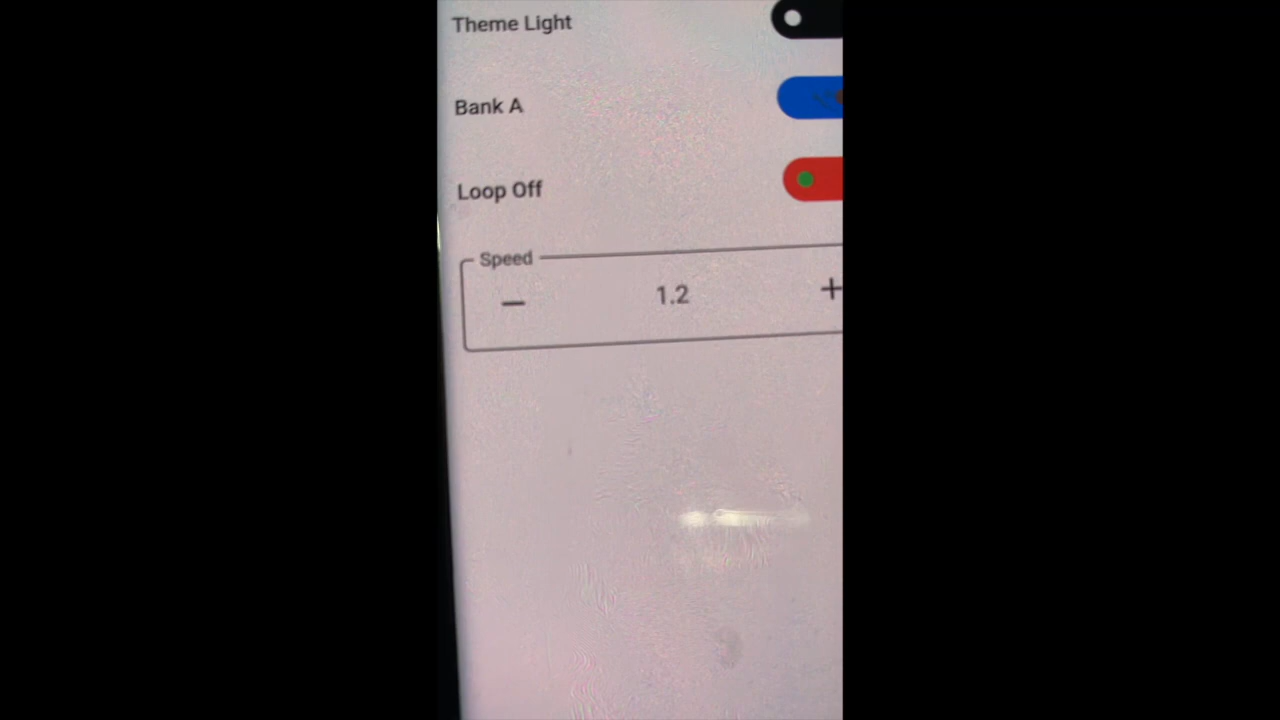 Theme Light
Bank A
Loop Off
Speed
− 1.2 +